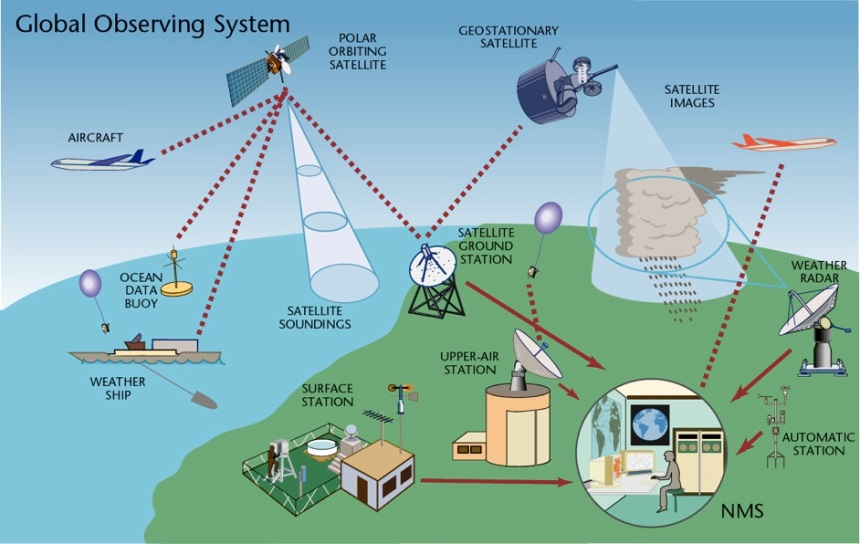 Global Observing System
POLAR
ORBITING
SATELLITE
GEOSTATIONARY
SATELLITE
SATELLITE
IMAGES
AIRCRAFT
OCEAN
DATA
BUOY
SATELLITE
SOUNDINGS
SATELLITE
GROUND
STATION
WEATHER
RADAR
WEATHER
SHIP
UPPER-AIR
STATION
SURFACE
STATION
AUTOMATIC
STATION
NMS